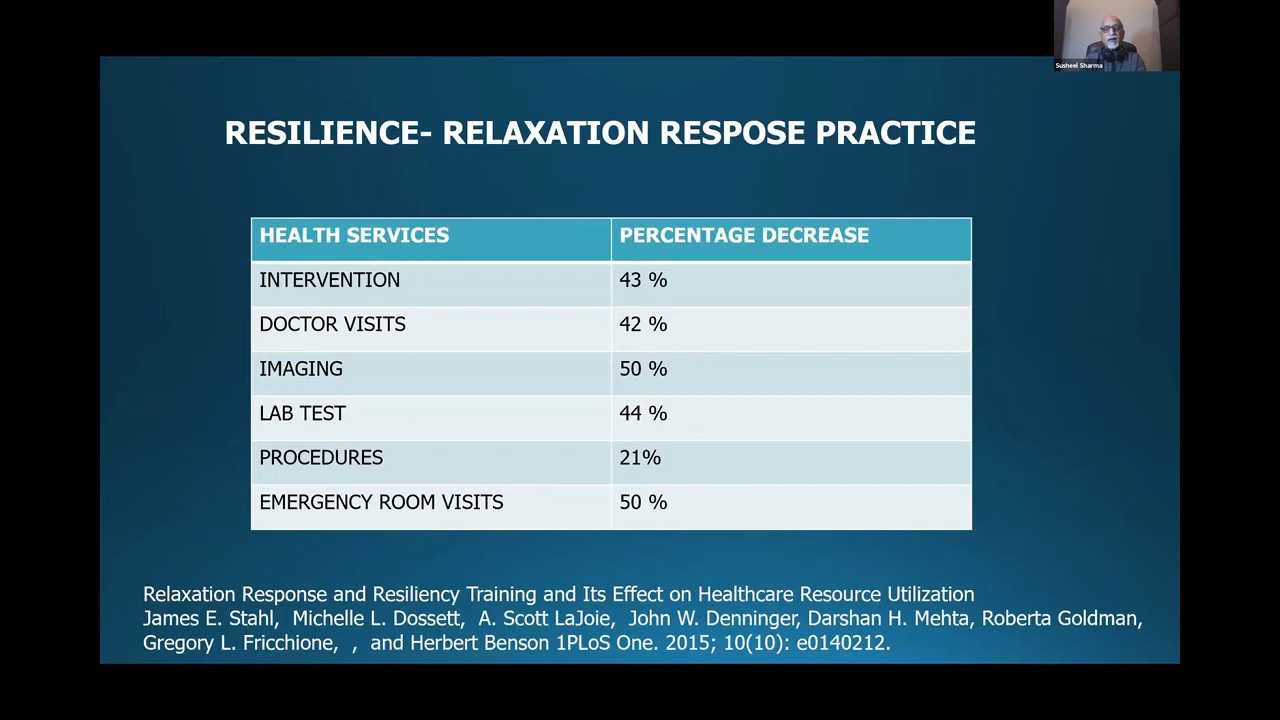 Susheel Sharma
RESILIENCE- RELAXATION RESPOSE PRACTICE
HEALTH SERVICES PERCENTAGE DECREASE
INTERVENTION 43 %
DOCTOR VISITS 42 %
IMAGING 50 %
LAB TEST 44 %
PROCEDURES 21%
EMERGENCY ROOM VISITS 50 %
Relaxation Response and Resiliency Training and Its Effect on Healthcare Resource Utilization
James E. Stahl, Michelle L. Dossett, A. Scott LaJoie, John W. Denninger, Darshan H. Mehta, Roberta Goldman,
Gregory L. Fricchione, , and Herbert Benson 1PLoS One. 2015; 10(10): e0140212.